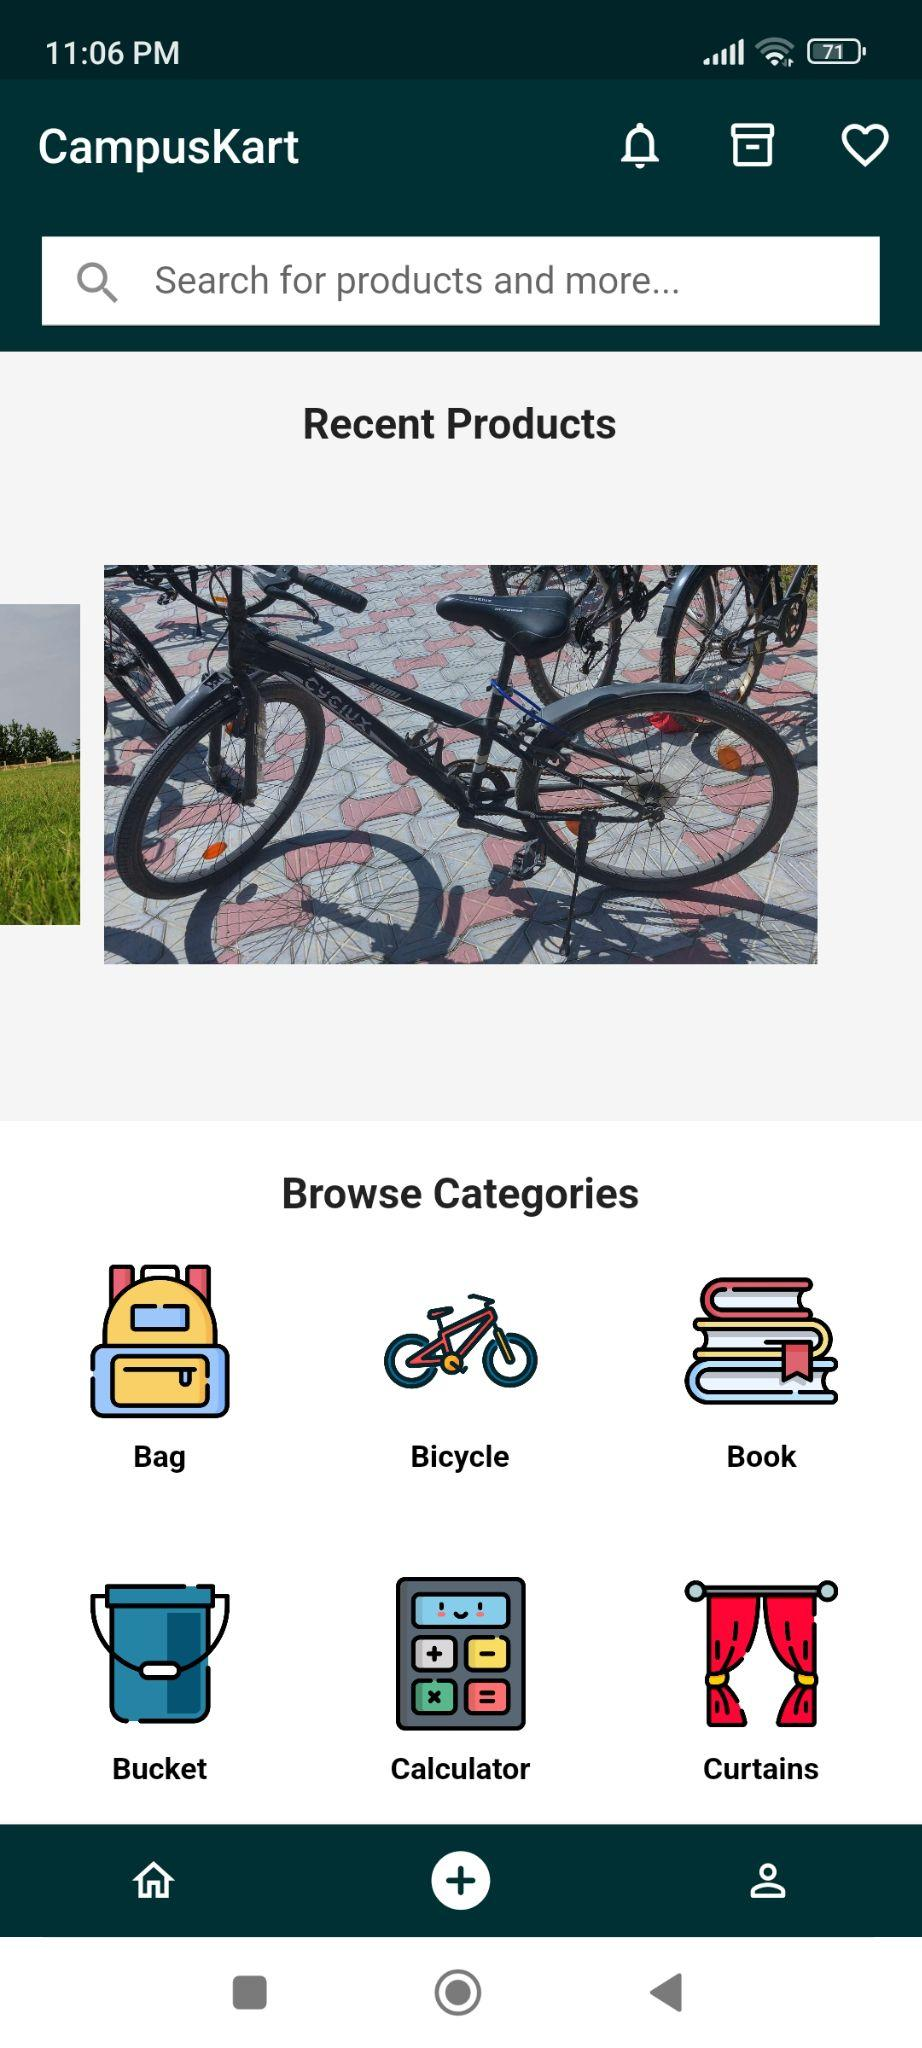 11:06 PM
71
CampusKart
Search for products and more...
Recent Products
CYELUX
Browse Categories
Bag
Bicycle
Book
Bucket
Calculator
Curtains